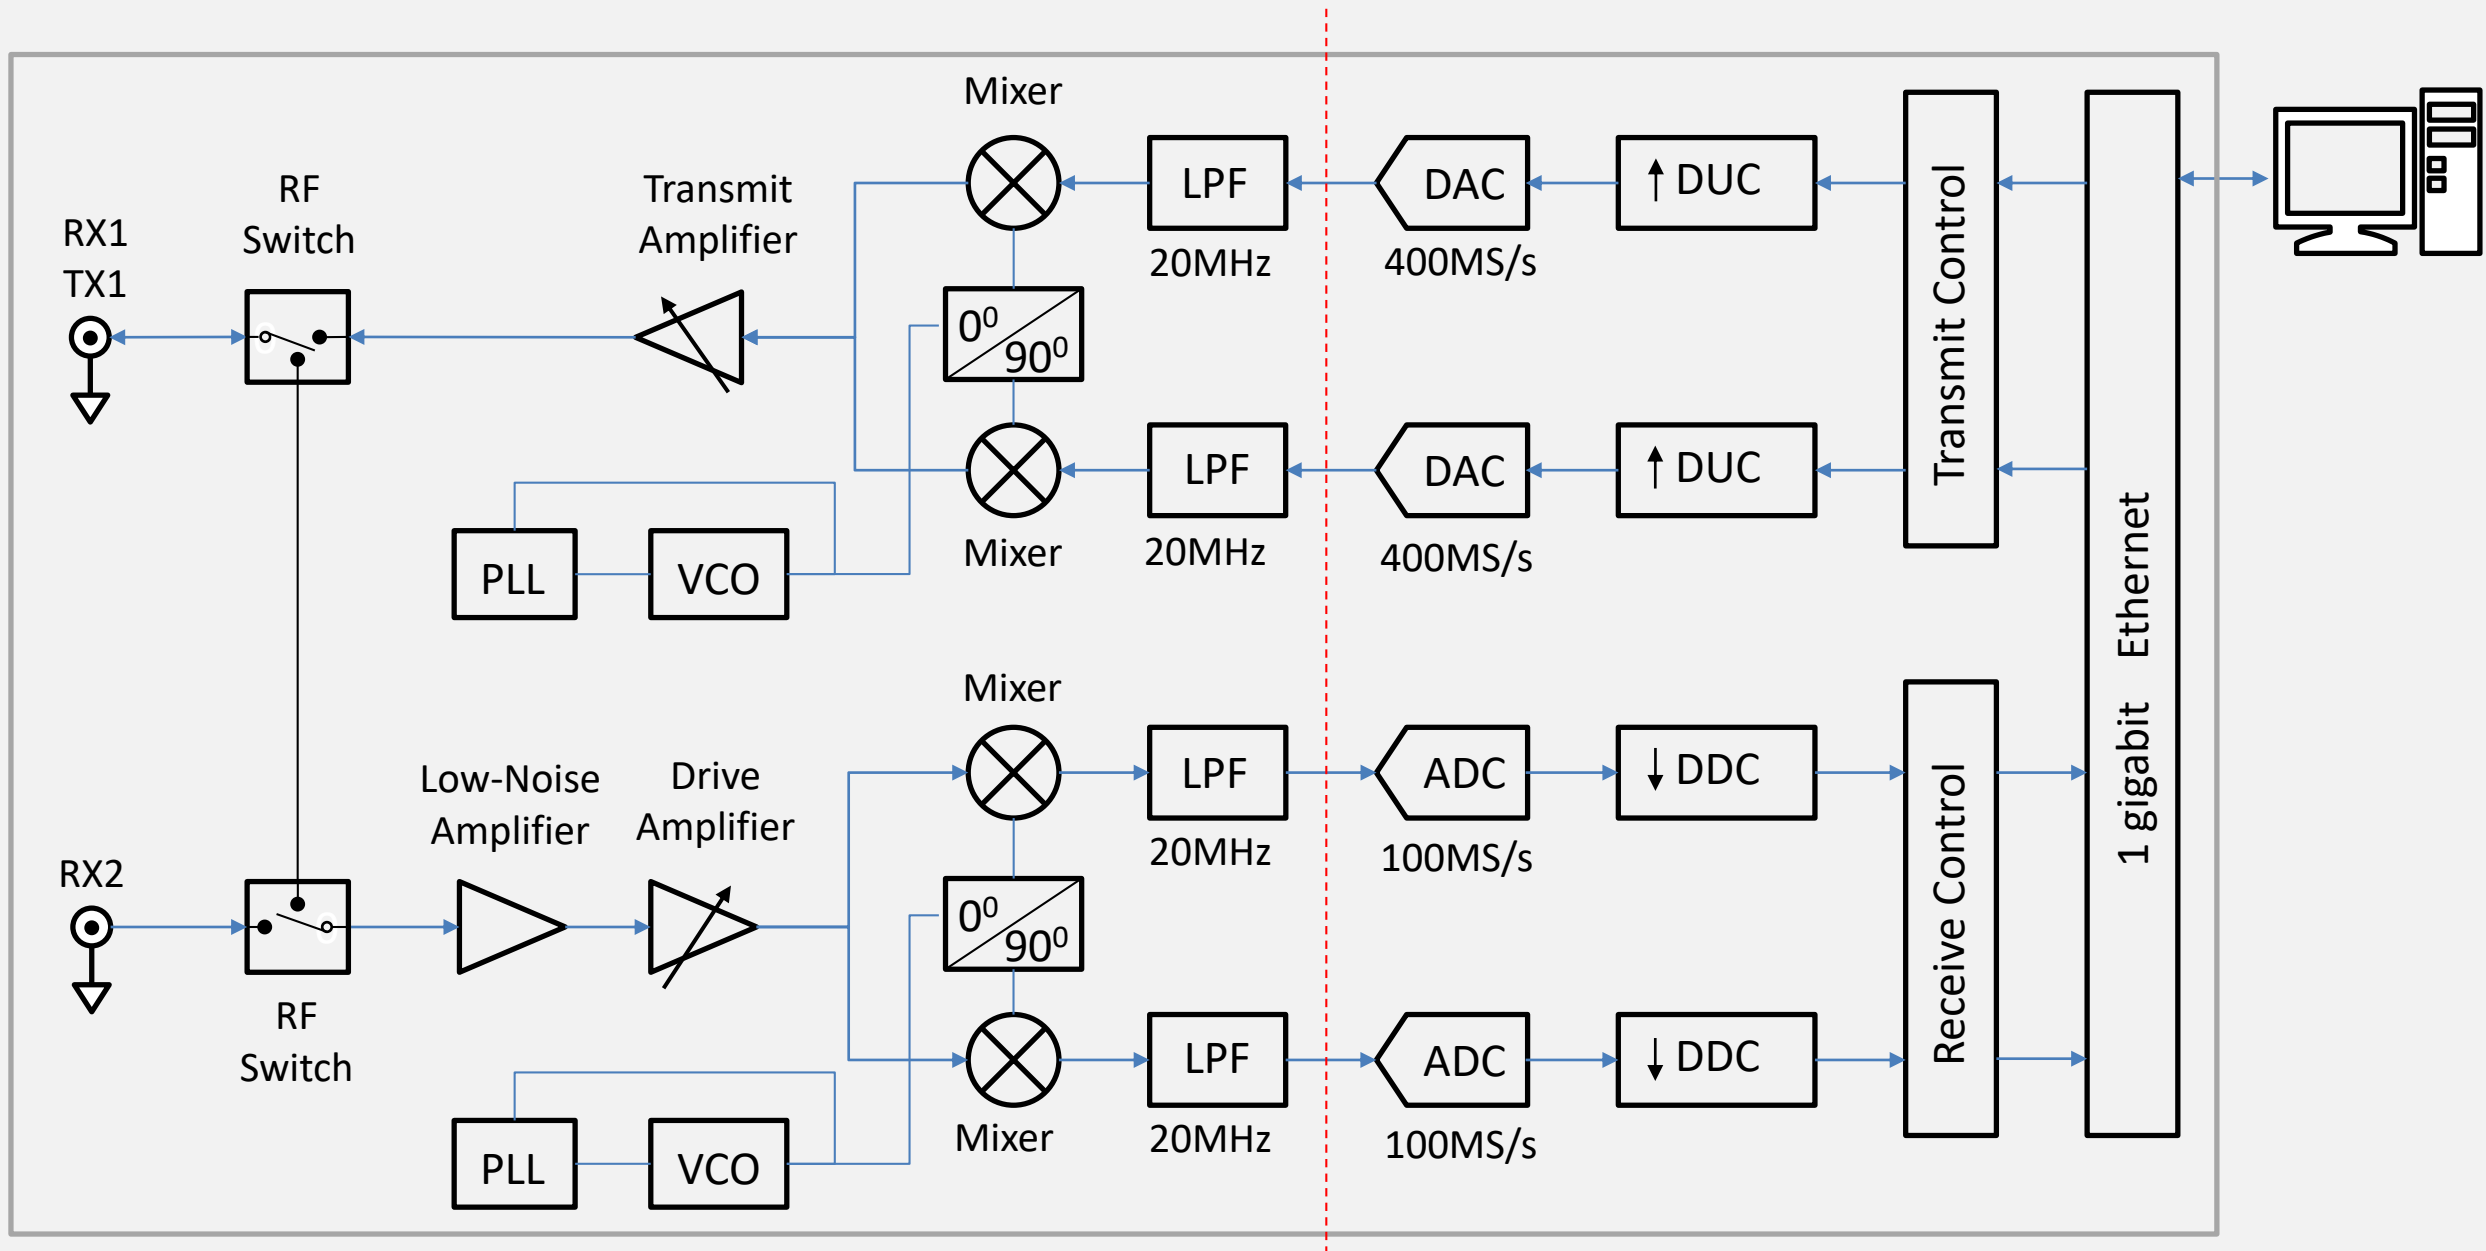 Mixer
RF
Switch
RX1
TX1
Transmit
Amplifier
LPF
20MHz
DAC
400MS/s
DUC
Transmit Control
0⁰
90⁰
PLL
VCO
Mixer
LPF
20MHz
DAC
400MS/s
DUC
1 gigabit Ethernet
Mixer
RX2
RF
Switch
Low-Noise
Amplifier
Drive
Amplifier
LPF
20MHz
ADC
100MS/s
DDC
Receive Control
0⁰
90⁰
PLL
VCO
Mixer
LPF
20MHz
ADC
100MS/s
DDC